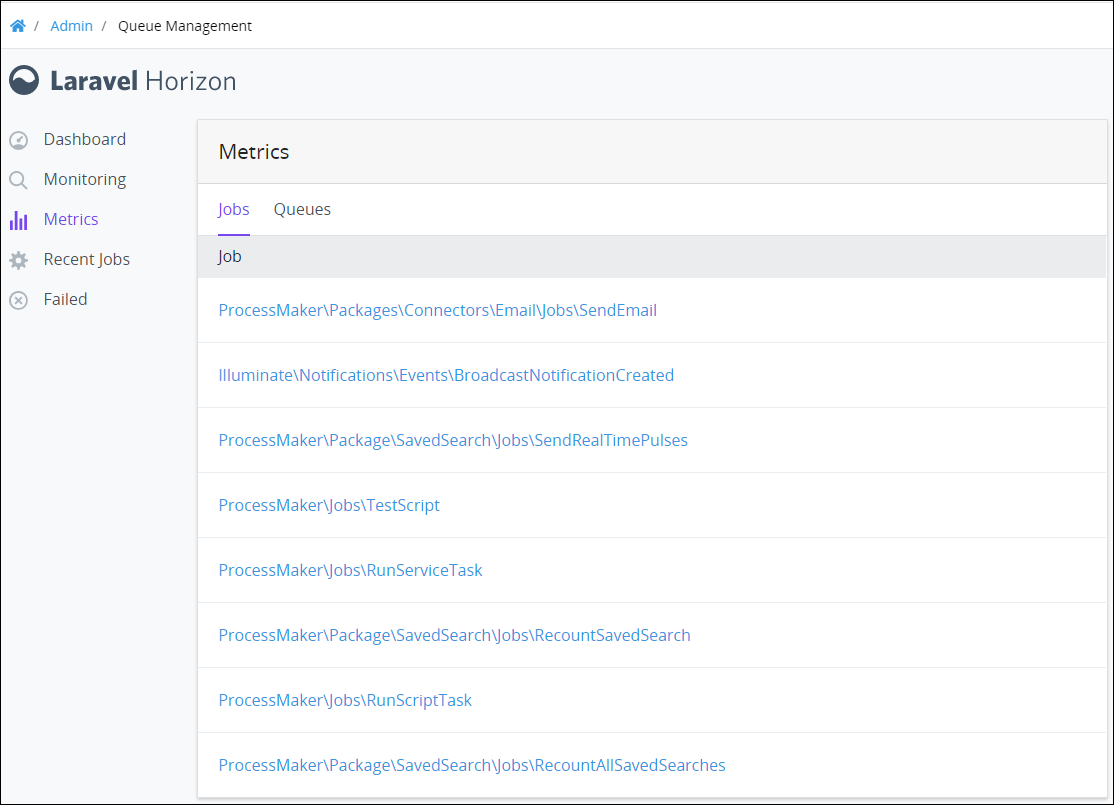 / Admin / Queue Management
Laravel Horizon
Dashboard
Monitoring
Metrics
Recent Jobs
Failed
Metrics
Jobs Queues
Job
ProcessMaker\Packages\Connectors\Email\Jobs\SendEmail
Illuminate\Notifications\Events\BroadcastNotificationCreated
ProcessMaker\Package\SavedSearch\Jobs\SendRealTimePulses
ProcessMaker\Jobs\TestScript
ProcessMaker\Jobs\RunServiceTask
ProcessMaker\Package\SavedSearch\Jobs\RecountSavedSearch
ProcessMaker\Jobs\RunScriptTask
ProcessMaker\Package\SavedSearch\Jobs\RecountAllSavedSearches